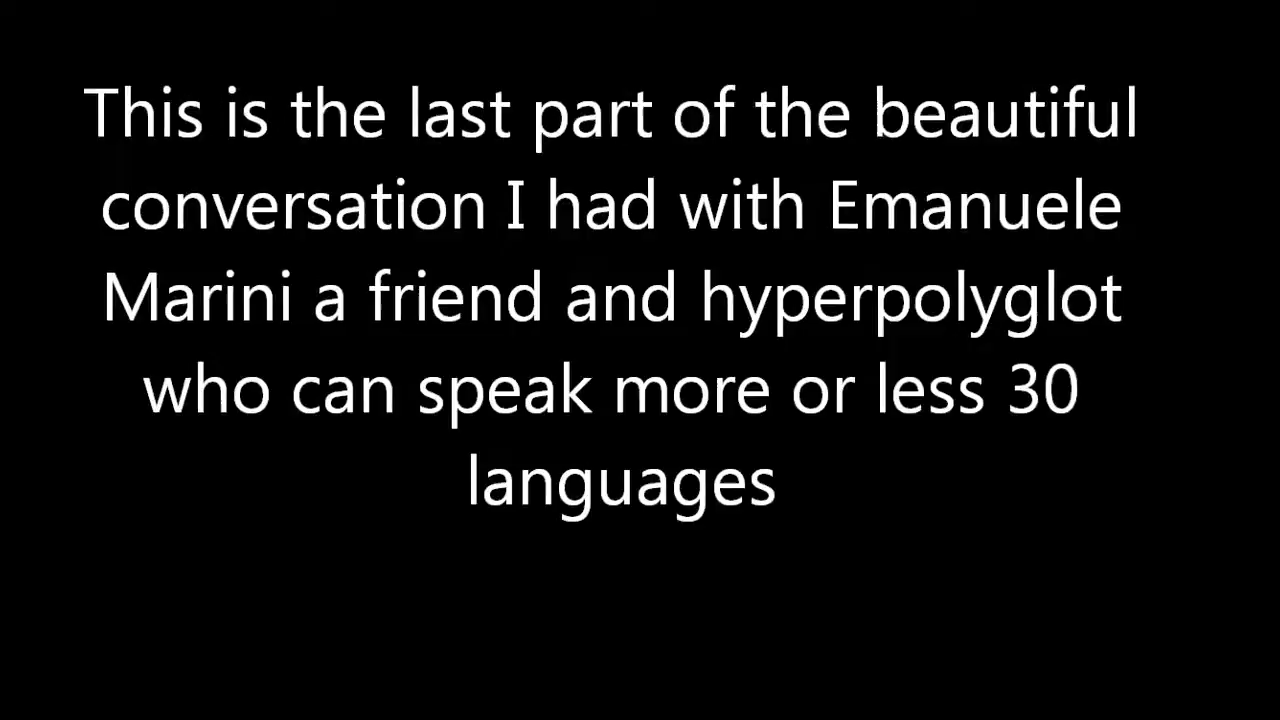 This is the last part of the beautiful
conversation I had with Emanuele
Marini a friend and hyperpolyglot
who can speak more or less 30
languages